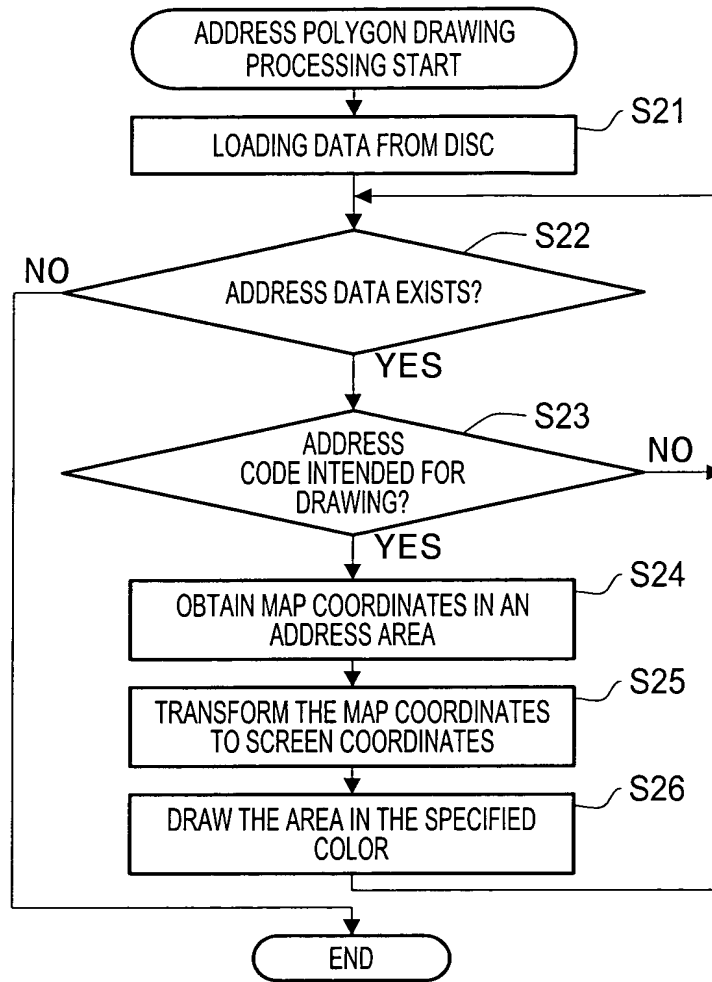 ADDRESS POLYGON DRAWING
PROCESSING START
S21
LOADING DATA FROM DISC
S22
NO
ADDRESS DATA EXISTS?
YES
S23
ADDRESS
CODE INTENDED FOR
DRAWING?
NO
YES
S24
OBTAIN MAP COORDINATES IN AN
ADDRESS AREA
S25
TRANSFORM THE MAP COORDINATES
TO SCREEN COORDINATES
S26
DRAW THE AREA IN THE SPECIFIED
COLOR
END